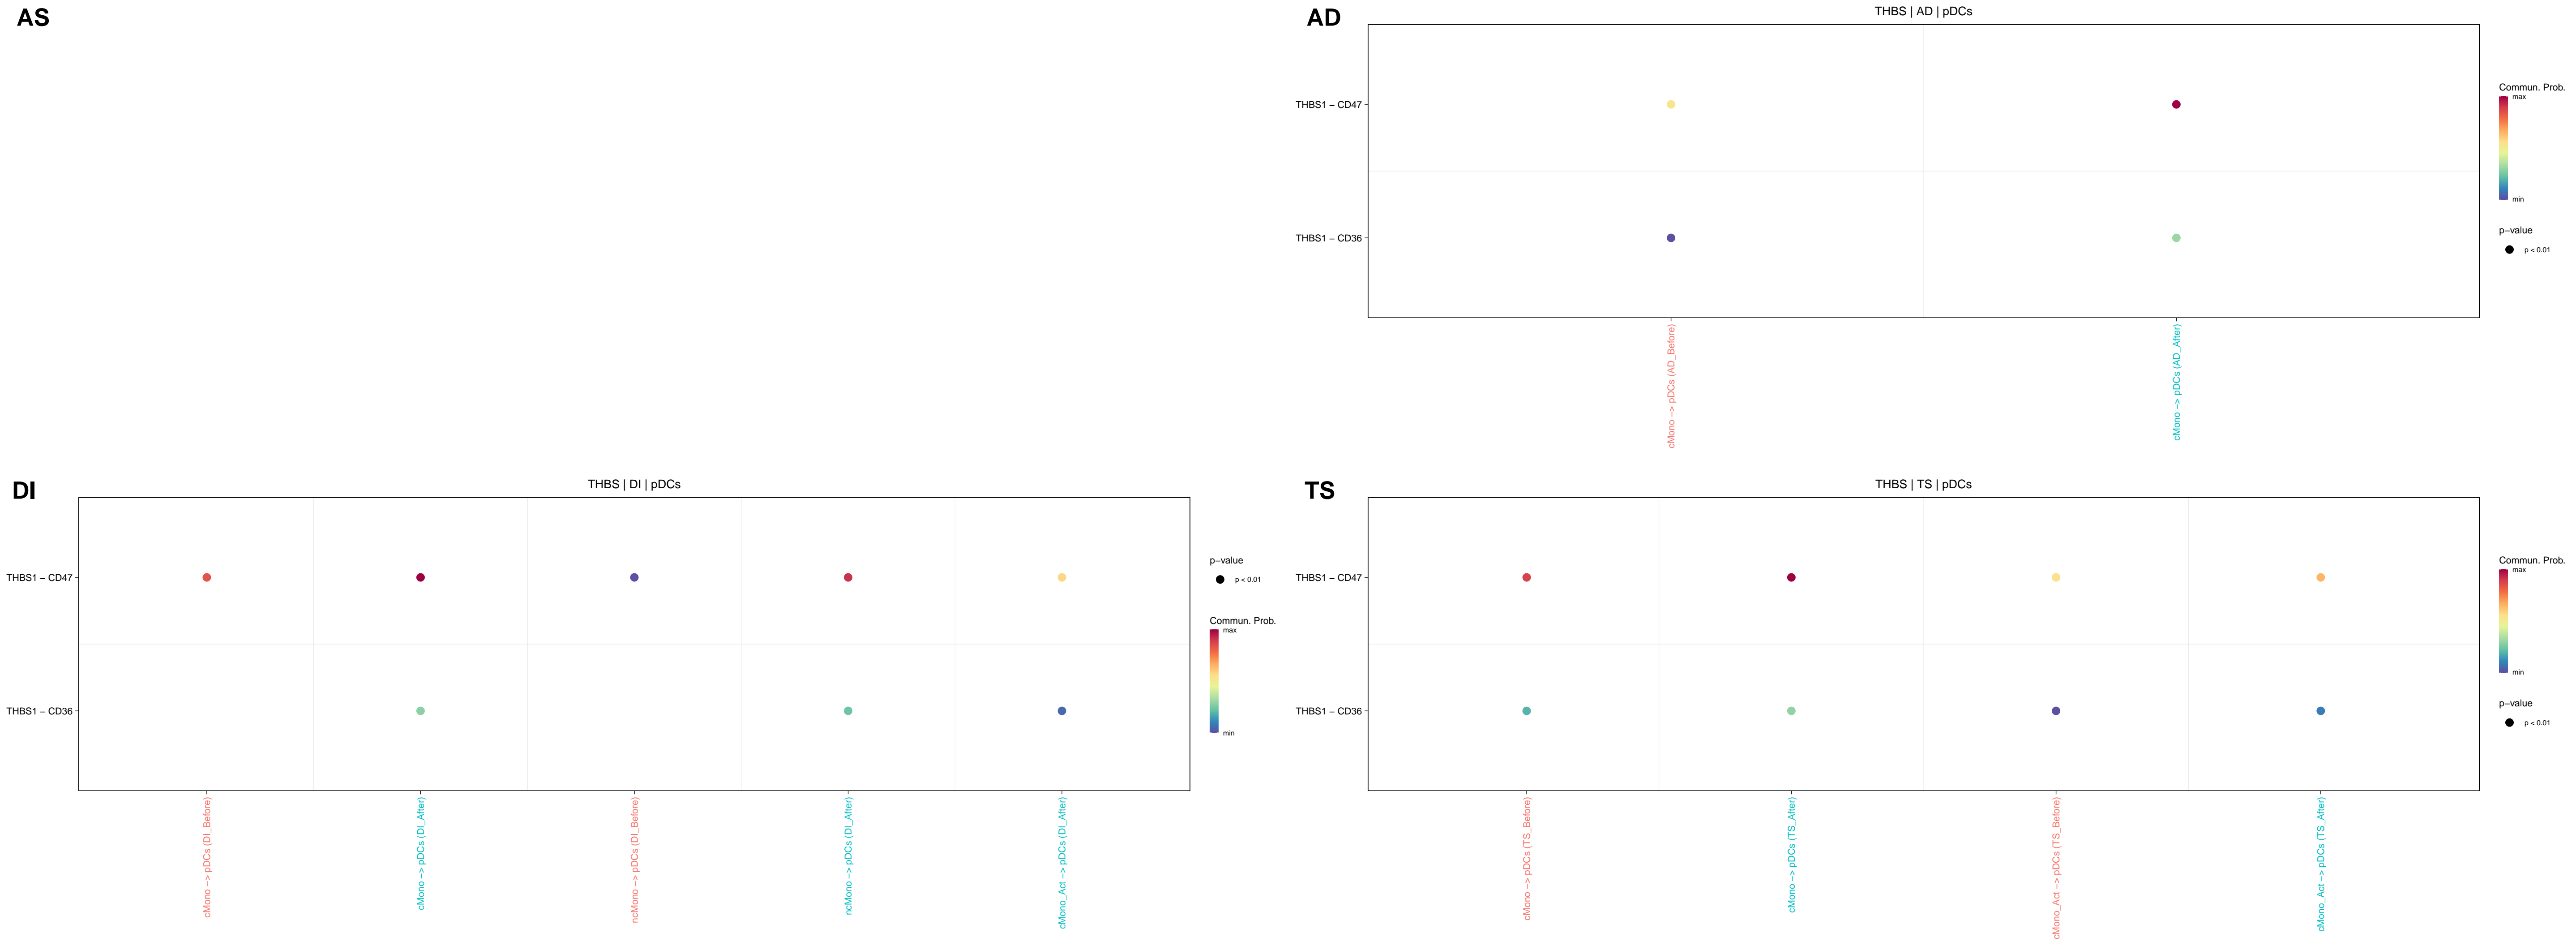 AS
AD
THBS | AD | pDCs
THBS1 − CD47
THBS1 − CD36
cMono −> pDCs (AD_Before)
cMono −> pDCs (AD_After)
Commun. Prob.
max
min
p−value
p < 0.01
DI
THBS | DI | pDCs
THBS1 − CD47
THBS1 − CD36
cMono −> pDCs (DI_Before)
cMono −> pDCs (DI_After)
ncMono −> pDCs (DI_Before)
ncMono −> pDCs (DI_After)
cMono_Act −> pDCs (DI_After)
p−value
p < 0.01
Commun. Prob.
max
min
TS
THBS | TS | pDCs
THBS1 − CD47
THBS1 − CD36
cMono −> pDCs (TS_Before)
cMono −> pDCs (TS_After)
cMono_Act −> pDCs (TS_Before)
cMono_Act −> pDCs (TS_After)
Commun. Prob.
max
min
p−value
p < 0.01